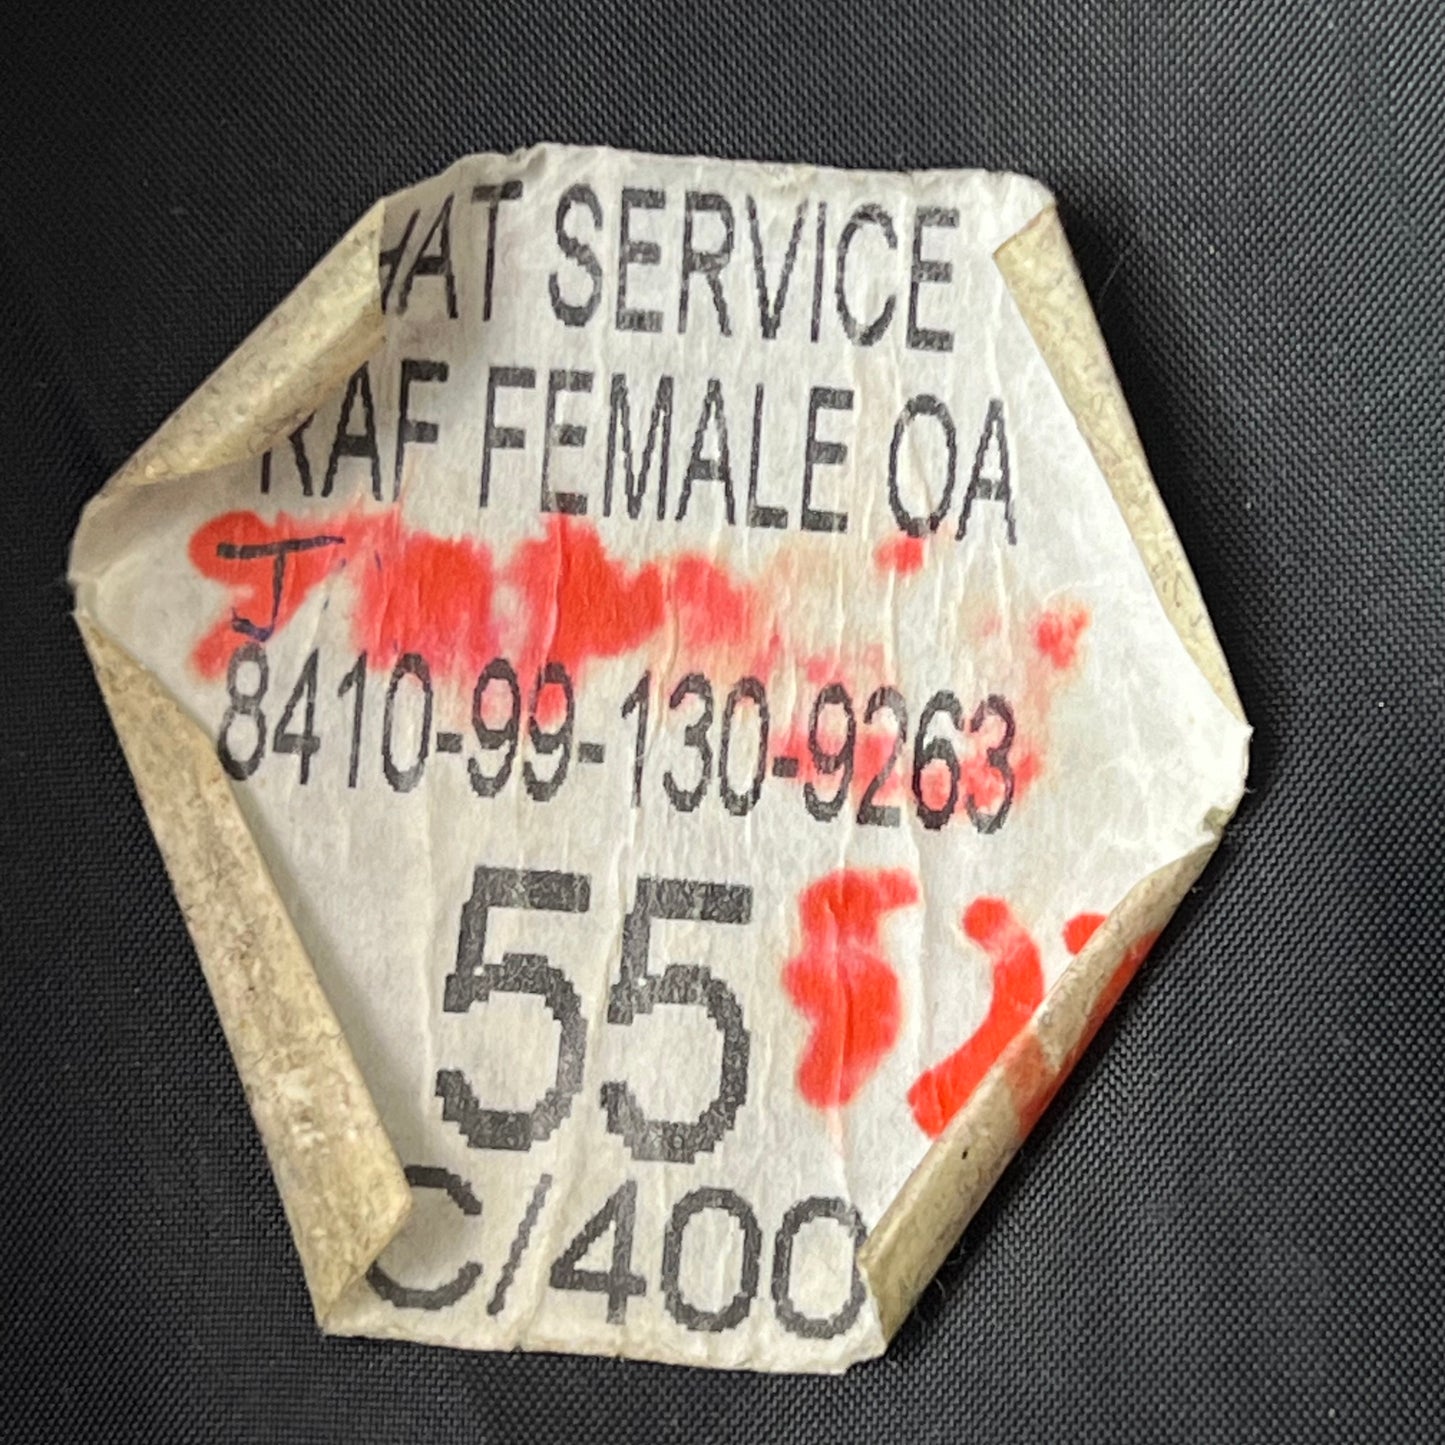 HAT SERVICE
RAF FEMALE OA
8410-99-130-9263
55
C/400